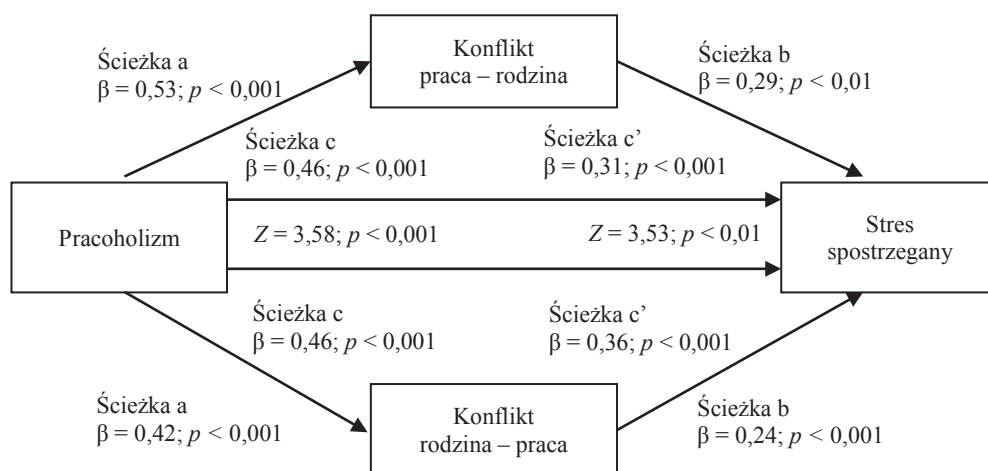 Ścieżka a
β = 0,53; p < 0,001
Konflikt
praca – rodzina
Ścieżka b
β = 0,29; p < 0,01
Ścieżka c
β = 0,46; p < 0,001
Ścieżka c’
β = 0,31; p < 0,001
Pracoholizm
Z = 3,58; p < 0,001
Z = 3,53; p < 0,01
Stres
spostrzegany
Ścieżka c
β = 0,46; p < 0,001
Ścieżka c’
β = 0,36; p < 0,001
Ścieżka a
β = 0,42; p < 0,001
Konflikt
rodzina – praca
Ścieżka b
β = 0,24; p < 0,001